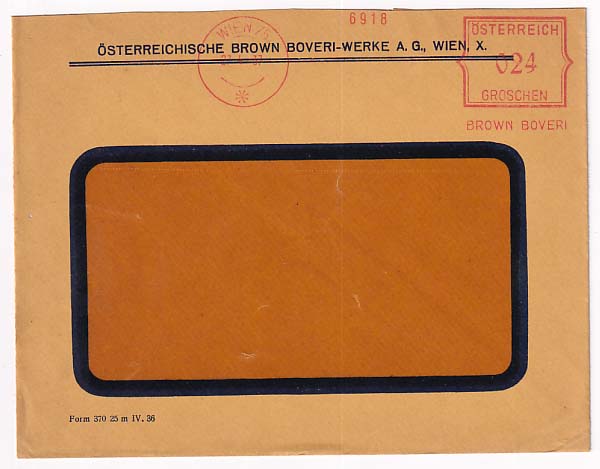 6918
ÖSTERREICH
ÖSTERREICHISCHE BROWN BOVERI-WERKE A. G., WIEN, X.
WIEN 75
024
GROSCHEN
BROWN BOVERI
Form 370 25 m IV. 36